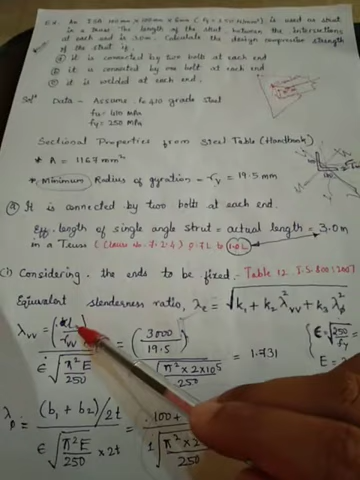 Ex. An ISA 100 mm x 100 mm x 6mm (fy = 250 N/mm²) is used as strut
in a truss. The length of the strut between the intersections
at each end is 3.0m. Calculate the design compressive strength
of the strut if
(a) it is connected by two bolts at each end
(b) it is connected by one bolt at each end
(c) it is welded at each end.
Solⁿ Data - Assume. Fe 410 grade steel
fu = 410 MPa
fy = 250 MPa
Sectional Properties from Steel Table (Handbook)
* A = 1167 mm²
* Minimum Radius of gyration = rv = 19.5 mm
(a) It is connected by two bolts at each end.
Eff. length of single angle strut = actual length = 3.0m
in a Truss (Clause no. 7.2.4) 0.7L to 1.0L
(i) Considering the ends to be fixed. Table 12. IS 800:2007
Equivalent slenderness ratio, λe = √k1 + k2 λ²vv + k3 λ²φ
λvv = (L/rvv) / ε √π²E/250 = (3000/19.5) / √π² x 2x10⁵/250 = 1.731
ε = √250/fy
E =
λφ = (b1 + b2)/2t / ε √π²E/250 x 2t = 100 + / 1 √π² x 2 / 250